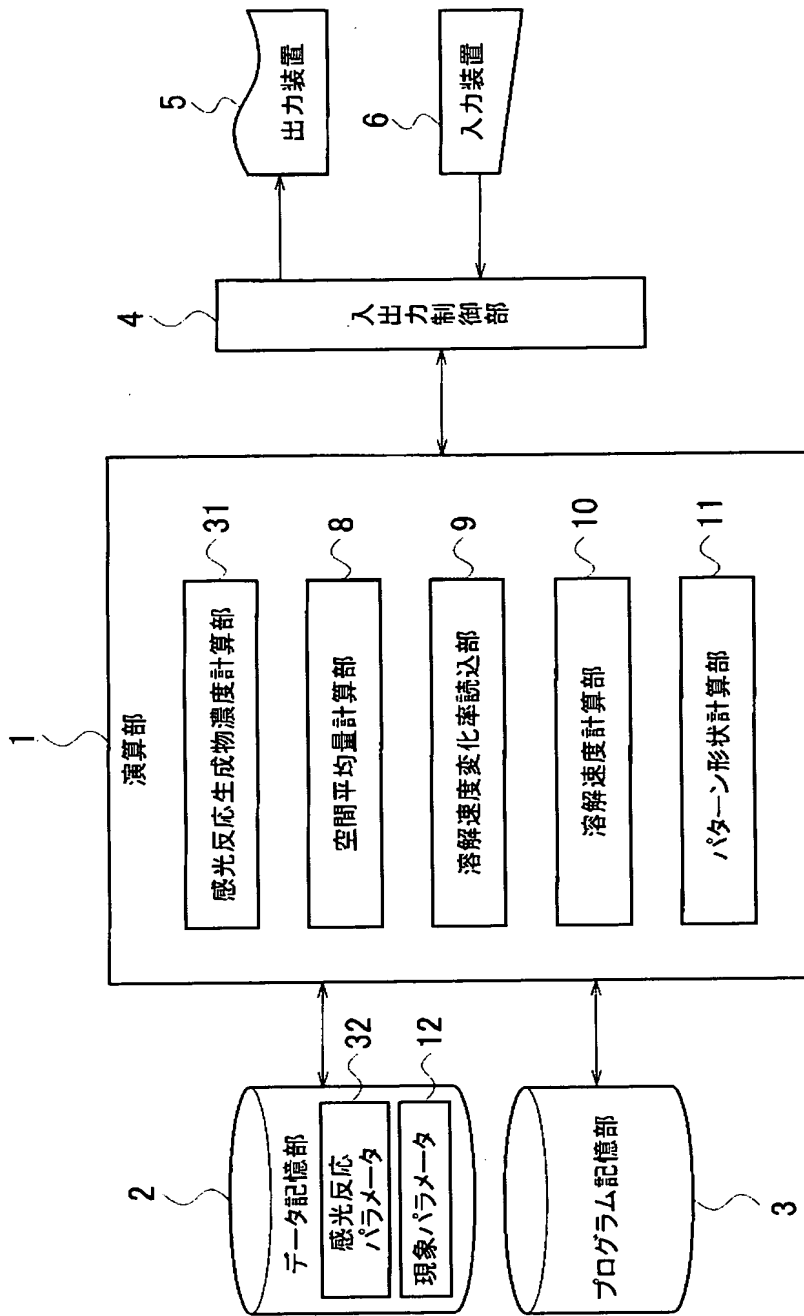 1
演算部
感光反応生成物濃度計算部
31
空間平均量計算部
8
溶解速度変化率読込部
9
溶解速度計算部
10
パターン形状計算部
11
2
データ記憶部
感光反応
パラメータ
32
現象パラメータ
12
プログラム記憶部
3
4
入出力制御部
5
出力装置
6
入力装置